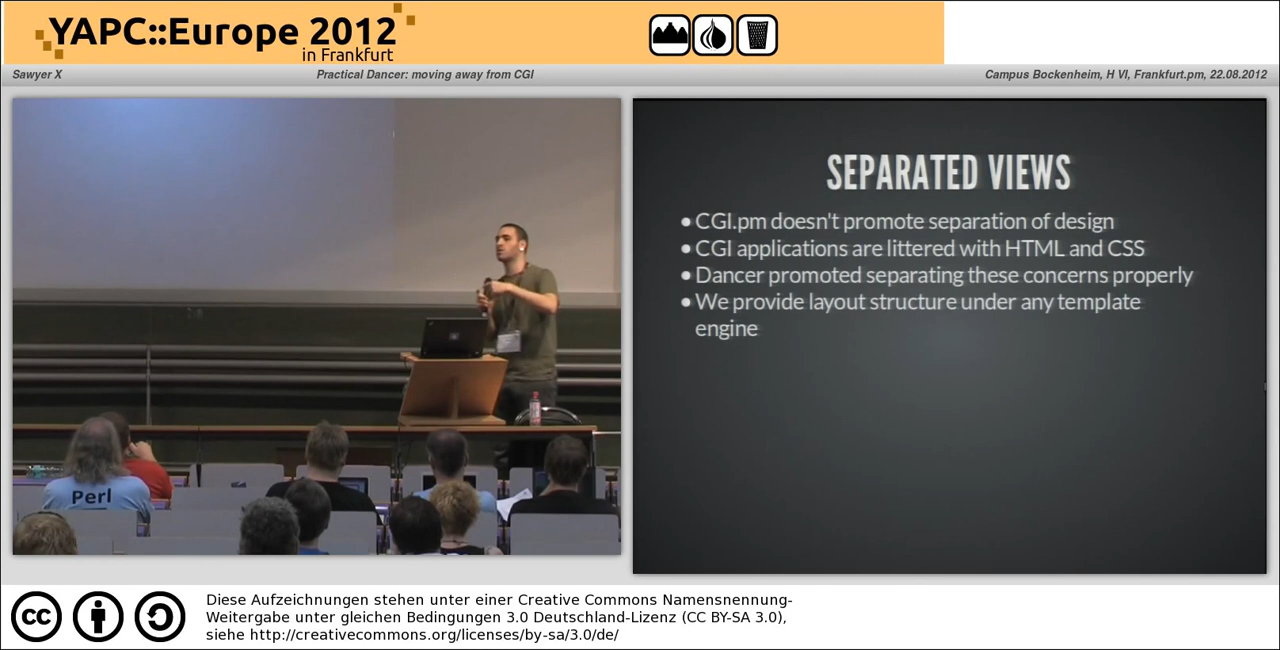 YAPC::Europe 2012
in Frankfurt
Sawyer X
Practical Dancer: moving away from CGI
Campus Bockenheim, H VI, Frankfurt.pm, 22.08.2012
Perl
SEPARATED VIEWS
• CGI.pm doesn't promote separation of design
• CGI applications are littered with HTML and CSS
• Dancer promoted separating these concerns properly
• We provide layout structure under any template
engine
cc
Diese Aufzeichnungen stehen unter einer Creative Commons Namensnennung-
Weitergabe unter gleichen Bedingungen 3.0 Deutschland-Lizenz (CC BY-SA 3.0),
siehe http://creativecommons.org/licenses/by-sa/3.0/de/